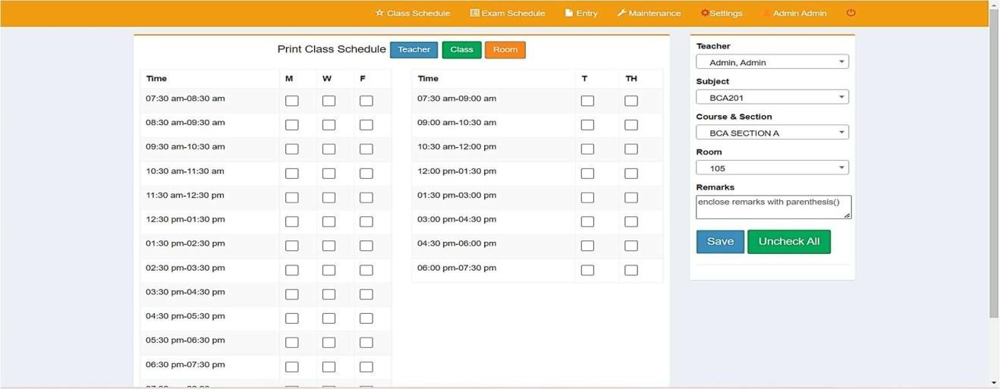 Class Schedule Exam Schedule Entry Maintenance Settings Admin Admin
Print Class Schedule Teacher Class Room
Time M W F
07:30 am-08:30 am
08:30 am-09:30 am
09:30 am-10:30 am
10:30 am-11:30 am
11:30 am-12:30 pm
12:30 pm-01:30 pm
01:30 pm-02:30 pm
02:30 pm-03:30 pm
03:30 pm-04:30 pm
04:30 pm-05:30 pm
05:30 pm-06:30 pm
06:30 pm-07:30 pm
Time T TH
07:30 am-09:00 am
09:00 am-10:30 am
10:30 am-12:00 pm
12:00 pm-01:30 pm
01:30 pm-03:00 pm
03:00 pm-04:30 pm
04:30 pm-06:00 pm
06:00 pm-07:30 pm
Teacher
Admin, Admin
Subject
BCA201
Course & Section
BCA SECTION A
Room
105
Remarks
enclose remarks with parenthesis()
Save Uncheck All